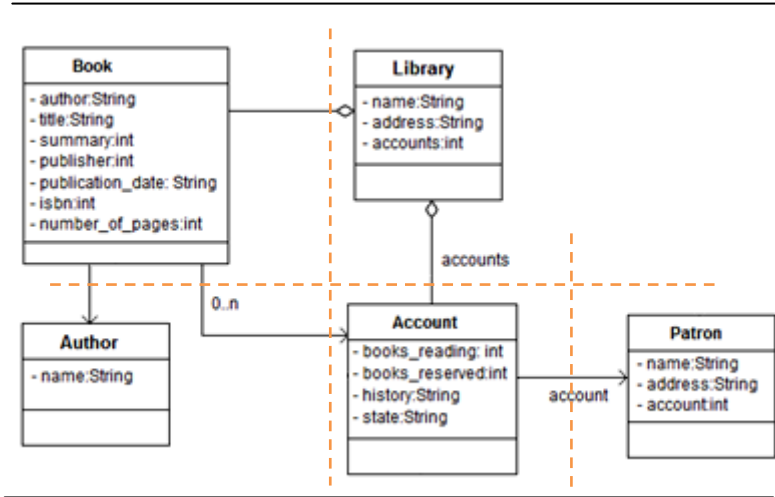 Book
- author:String
- title:String
- summary:int
- publisher:int
- publication_date: String
- isbn:int
- number_of_pages:int
Library
- name:String
- address:String
- accounts:int
accounts
0..n
Author
- name:String
Account
- books_reading: int
- books_reserved:int
- history:String
- state:String
account
Patron
- name:String
- address:String
- account:int